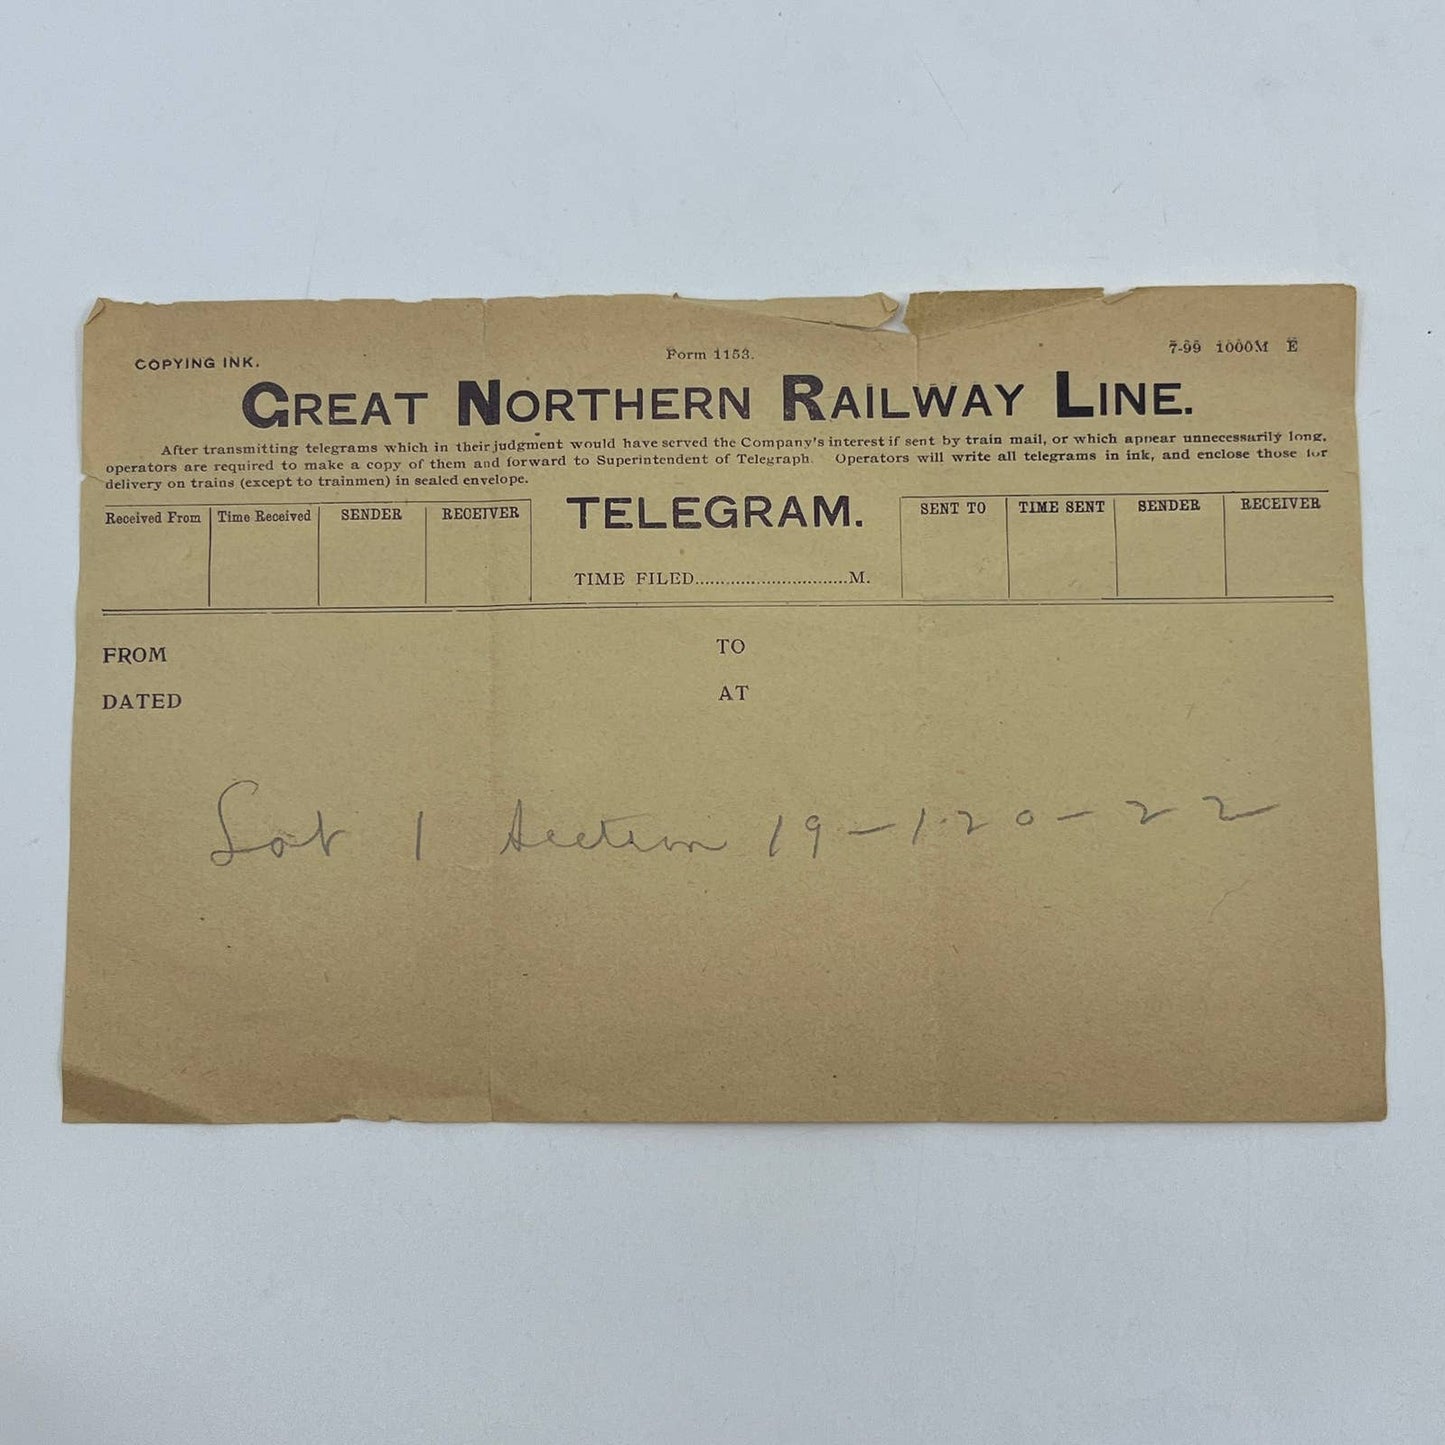 COPYING INK.
Form 1153.
7-99 1000M E
GREAT NORTHERN RAILWAY LINE.
After transmitting telegrams which in their judgment would have served the Company's interest if sent by train mail, or which appear unnecessarily long,
operators are required to make a copy of them and forward to Superintendent of Telegraph. Operators will write all telegrams in ink, and enclose those for
delivery on trains (except to trainmen) in sealed envelope.
TELEGRAM.
Received From Time Received SENDER RECEIVER
SENT TO TIME SENT SENDER RECEIVER
TIME FILED..............................M.
FROM TO
DATED AT
Lot 1 Section 19-120-22